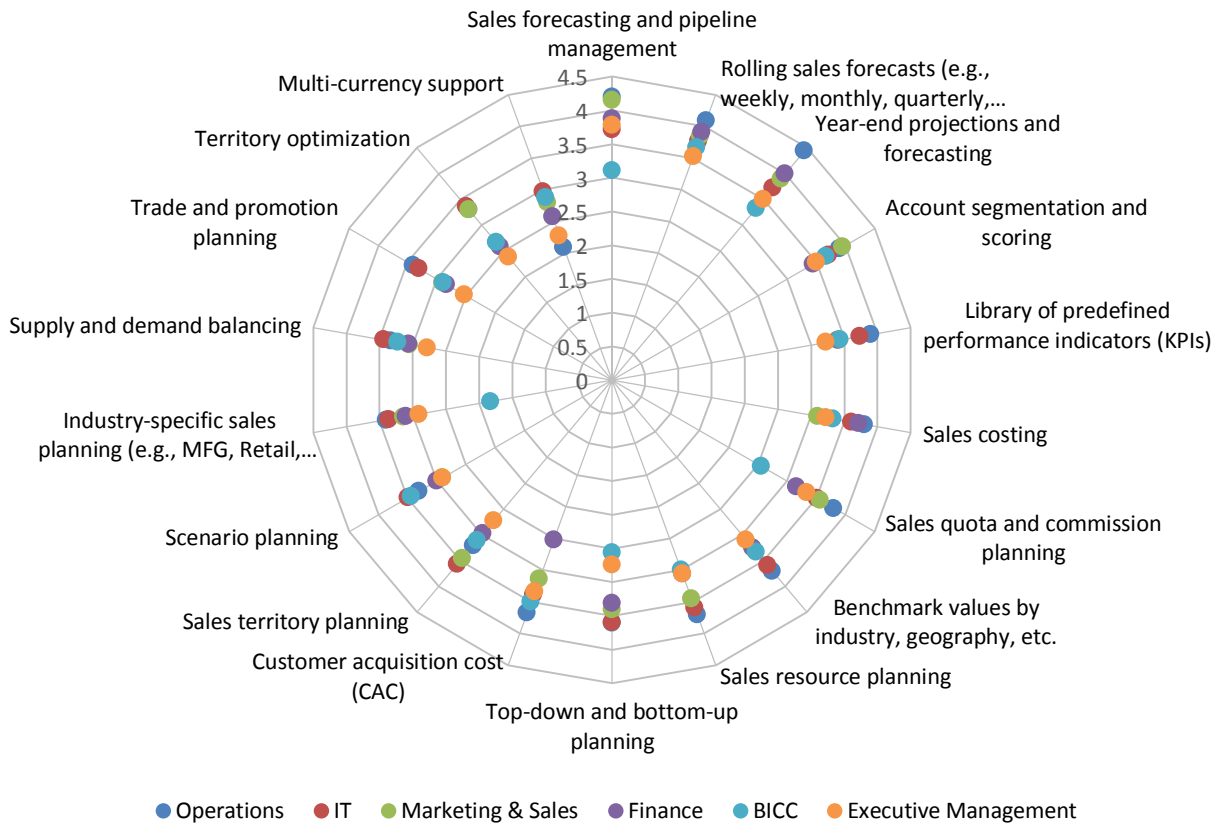 Sales forecasting and pipeline
management
Rolling sales forecasts (e.g.,
weekly, monthly, quarterly,...
Year-end projections and
forecasting
Account segmentation and
scoring
Library of predefined
performance indicators (KPIs)
Sales costing
Sales quota and commission
planning
Benchmark values by
industry, geography, etc.
Sales resource planning
Top-down and bottom-up
planning
Customer acquisition cost
(CAC)
Sales territory planning
Scenario planning
Industry-specific sales
planning (e.g., MFG, Retail,...
Supply and demand balancing
Trade and promotion
planning
Territory optimization
Multi-currency support
4.5
4
3.5
3
2.5
2
1.5
1
0.5
0
Operations IT Marketing & Sales Finance BICC Executive Management